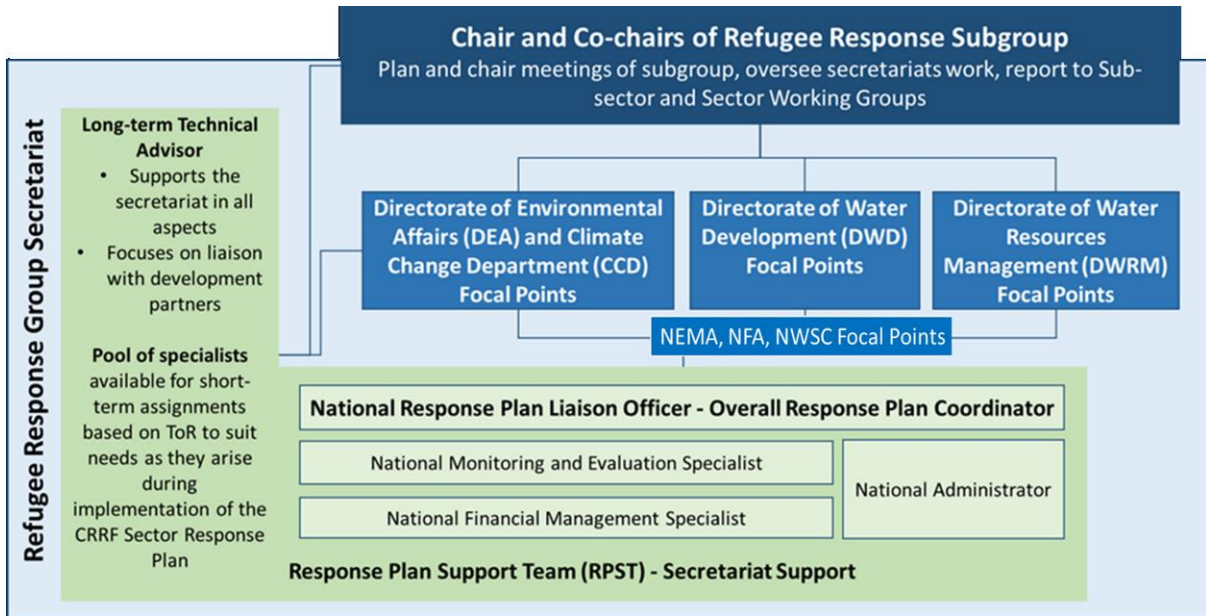 Chair and Co-chairs of Refugee Response Subgroup
Plan and chair meetings of subgroup, oversee secretariats work, report to Sub-
sector and Sector Working Groups
Refugee Response Group Secretariat
Long-term Technical
Advisor
• Supports the
secretariat in all
aspects
• Focuses on liaison
with development
partners
Pool of specialists
available for short-
term assignments
based on ToR to suit
needs as they arise
during
implementation of the
CRRF Sector Response
Plan
Directorate of Environmental
Affairs (DEA) and Climate
Change Department (CCD)
Focal Points
Directorate of Water
Development (DWD)
Focal Points
Directorate of Water
Resources
Management (DWRM)
Focal Points
NEMA, NFA, NWSC Focal Points
National Response Plan Liaison Officer - Overall Response Plan Coordinator
National Monitoring and Evaluation Specialist
National Financial Management Specialist
National Administrator
Response Plan Support Team (RPST) - Secretariat Support